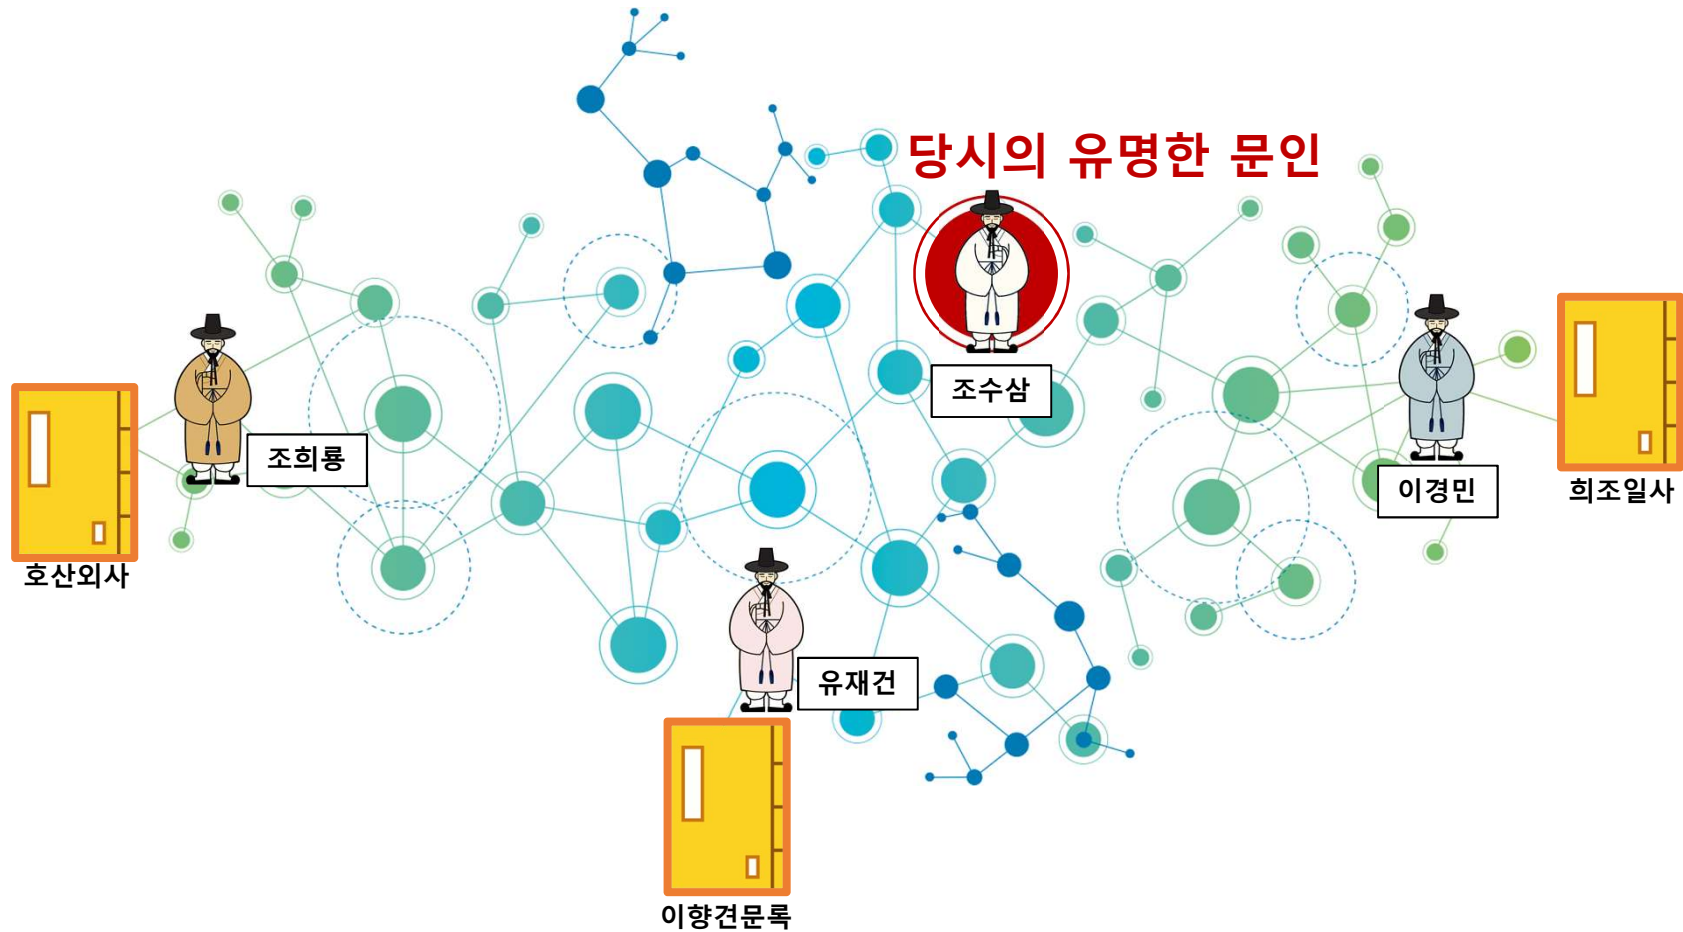 당시의 유명한 문인
조수삼
조희룡
이경민
희조일사
호산외사
유재건
이향견문록